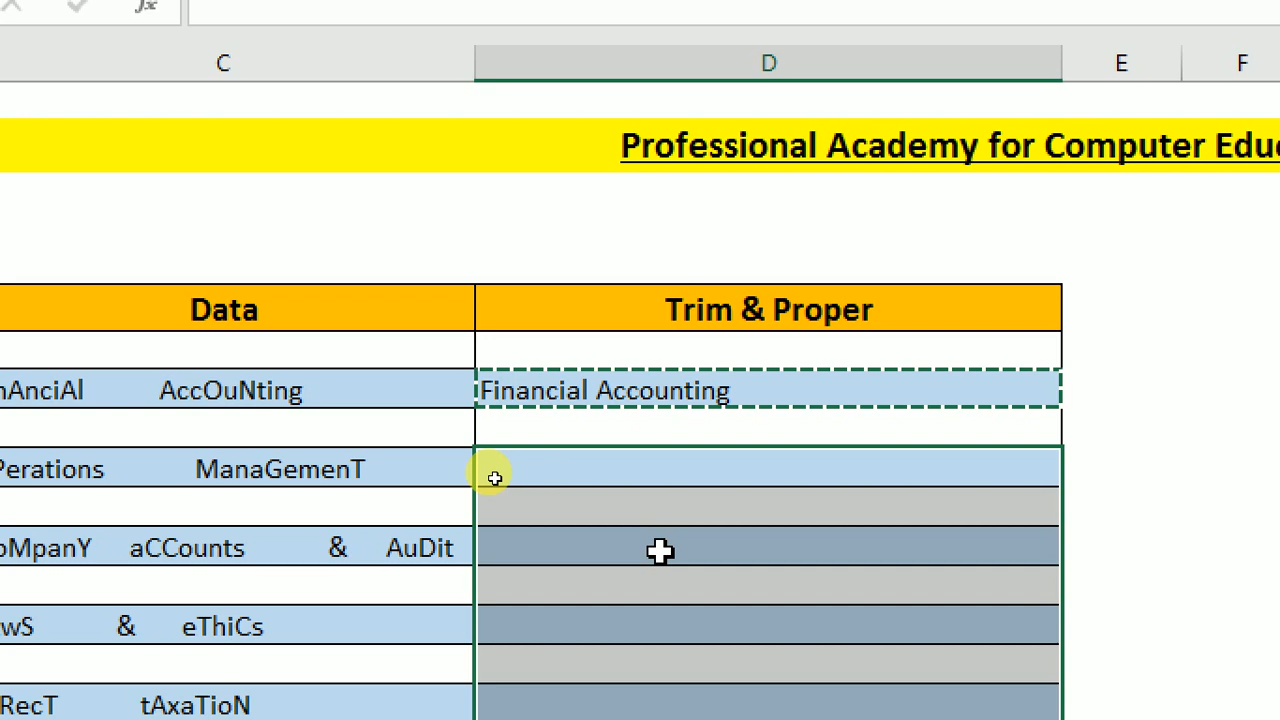 fx
C D E F
Professional Academy for Computer Edu
Data Trim & Proper
nAnciAl AccOuNting Financial Accounting
Perations ManaGemenT
oMpanY aCCounts & AuDit
wS & eThiCs
RecT tAxaTioN